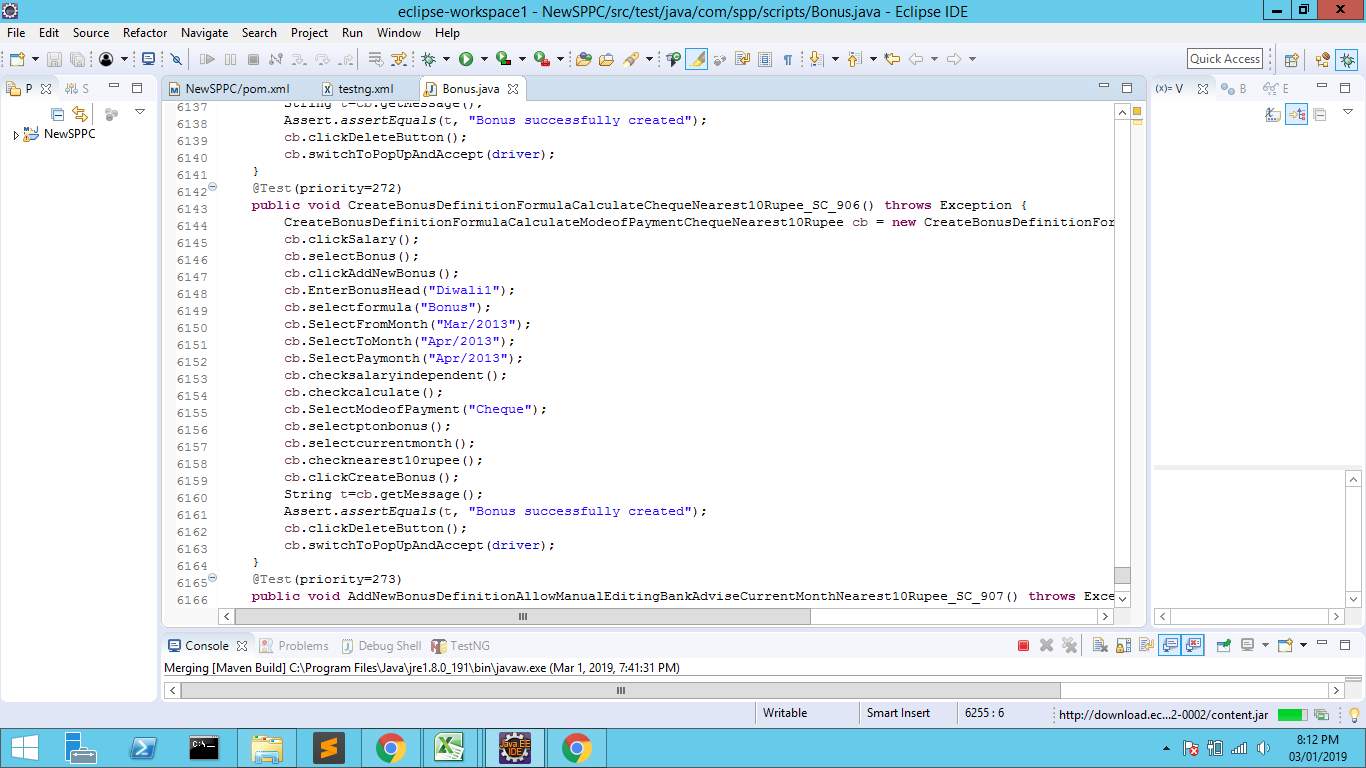 eclipse-workspace1 - NewSPPC/src/test/java/com/spp/scripts/Bonus.java - Eclipse IDE
File Edit Source Refactor Navigate Search Project Run Window Help
Quick Access
P S NewSPPC/pom.xml testng.xml Bonus.java (x)= V B E
NewSPPC
6137 String t=cb.getMessage();
6138 Assert.assertEquals(t, "Bonus successfully created");
6139 cb.clickDeleteButton();
6140 cb.switchToPopUpAndAccept(driver);
6141 }
6142 @Test(priority=272)
6143 public void CreateBonusDefinitionFormulaCalculateChequeNearest10Rupee_SC_906() throws Exception {
6144 CreateBonusDefinitionFormulaCalculateModeofPaymentChequeNearest10Rupee cb = new CreateBonusDefinitionFor
6145 cb.clickSalary();
6146 cb.selectBonus();
6147 cb.clickAddNewBonus();
6148 cb.EnterBonusHead("Diwali1");
6149 cb.selectformula("Bonus");
6150 cb.SelectFromMonth("Mar/2013");
6151 cb.SelectToMonth("Apr/2013");
6152 cb.SelectPaymonth("Apr/2013");
6153 cb.checksalaryindependent();
6154 cb.checkcalculate();
6155 cb.SelectModeofPayment("Cheque");
6156 cb.selectptonbonus();
6157 cb.selectcurrentmonth();
6158 cb.checknearest10rupee();
6159 cb.clickCreateBonus();
6160 String t=cb.getMessage();
6161 Assert.assertEquals(t, "Bonus successfully created");
6162 cb.clickDeleteButton();
6163 cb.switchToPopUpAndAccept(driver);
6164 }
6165 @Test(priority=273)
6166 public void AddNewBonusDefinitionAllowManualEditingBankAdviseCurrentMonthNearest10Rupee_SC_907() throws Exce
Console Problems Debug Shell TestNG
Merging [Maven Build] C:\Program Files\Java\jre1.8.0_191\bin\javaw.exe (Mar 1, 2019, 7:41:31 PM)
Writable Smart Insert 6255 : 6 http://download.ec...2-0002/content.jar
Java EE
IDE
8:12 PM
03/01/2019